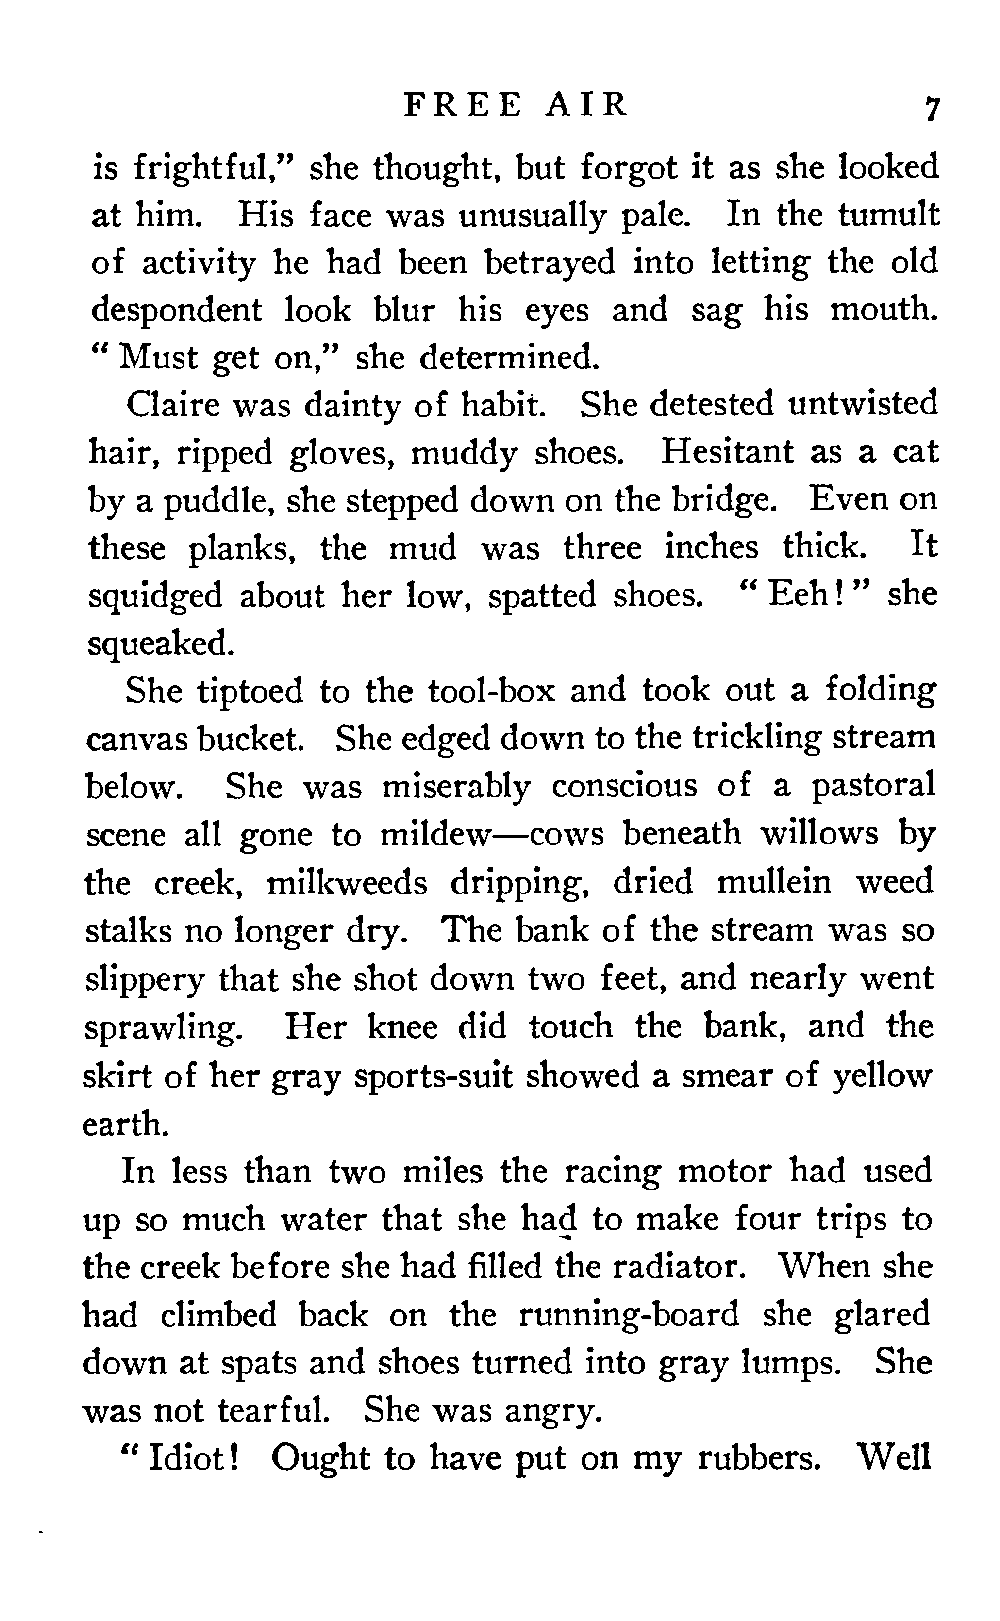 FREE AIR 7
is frightful,” she thought, but forgot it as she looked
at him. His face was unusually pale. In the tumult
of activity he had been betrayed into letting the old
despondent look blur his eyes and sag his mouth.
“ Must get on,” she determined.
Claire was dainty of habit. She detested untwisted
hair, ripped gloves, muddy shoes. Hesitant as a cat
by a puddle, she stepped down on the bridge. Even on
these planks, the mud was three inches thick. It
squidged about her low, spatted shoes. “ Eeh! ” she
squeaked.
She tiptoed to the tool-box and took out a folding
canvas bucket. She edged down to the trickling stream
below. She was miserably conscious of a pastoral
scene all gone to mildew—cows beneath willows by
the creek, milkweeds dripping, dried mullein weed
stalks no longer dry. The bank of the stream was so
slippery that she shot down two feet, and nearly went
sprawling. Her knee did touch the bank, and the
skirt of her gray sports-suit showed a smear of yellow
earth.
In less than two miles the racing motor had used
up so much water that she had to make four trips to
the creek before she had filled the radiator. When she
had climbed back on the running-board she glared
down at spats and shoes turned into gray lumps. She
was not tearful. She was angry.
“ Idiot! Ought to have put on my rubbers. Well